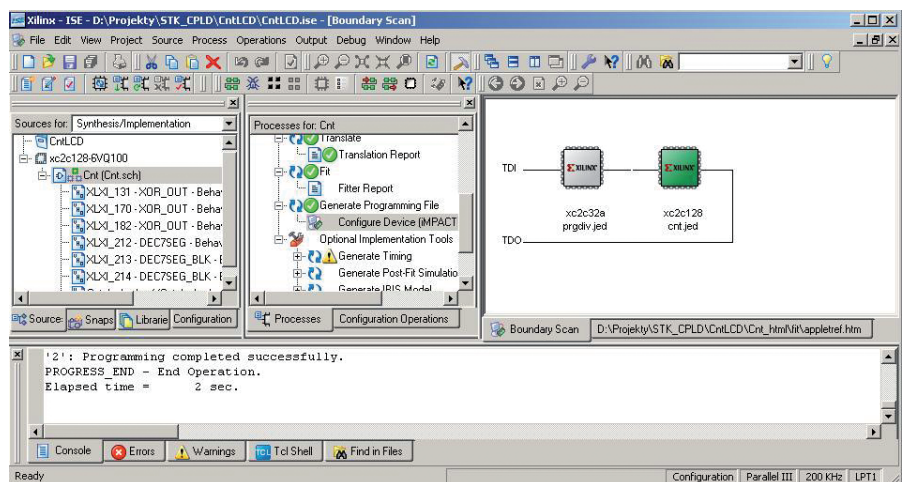 Xilinx - ISE - D:\Projekty\STK_CPLD\CntLCD\CntLCD.ise - [Boundary Scan]
File Edit View Project Source Process Operations Output Debug Window Help
Sources for: Synthesis/Implementation
CntLCD
xc2c128-6VQ100
Cnt (Cnt.sch)
XLXI_131 - XOR_OUT - Behav
XLXI_170 - XOR_OUT - Behav
XLXI_182 - XOR_OUT - Behav
XLXI_212 - DEC7SEG - Behav
XLXI_213 - DEC7SEG_BLK - E
XLXI_214 - DEC7SEG_BLK - E
Source Snaps Librarie Configuration
Processes for: Cnt
Translate
Translation Report
Fit
Fitter Report
Generate Programming File
Configure Device (iMPACT
Optional Implementation Tools
Generate Timing
Generate Post-Fit Simulatio
Generate IBIS Model
Processes Configuration Operations
TDI
XILINX XILINX
xc2c32a xc2c128
prgdiv.jed cnt.jed
TDO
Boundary Scan D:\Projekty\STK_CPLD\CntLCD\Cnt_html\fit\appletref.htm
'2': Programming completed successfully.
PROGRESS_END - End Operation.
Elapsed time = 2 sec.
Console Errors Warnings TCL Tcl Shell Find in Files
Ready Configuration Parallel III 200 KHz LPT1